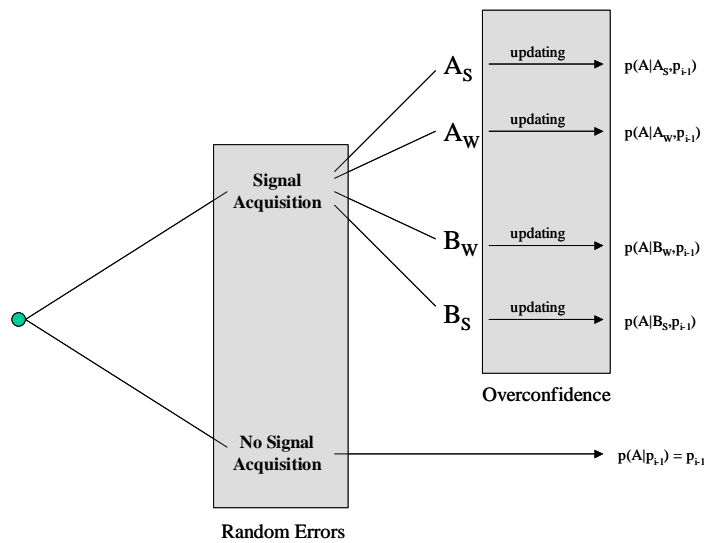 updating
A_S
p(A|A_S,p_{i-1})
updating
A_W
p(A|A_W,p_{i-1})
Signal
Acquisition
updating
B_W
p(A|B_W,p_{i-1})
updating
B_S
p(A|B_S,p_{i-1})
Overconfidence
No Signal
Acquisition
p(A|p_{i-1}) = p_{i-1}
Random Errors